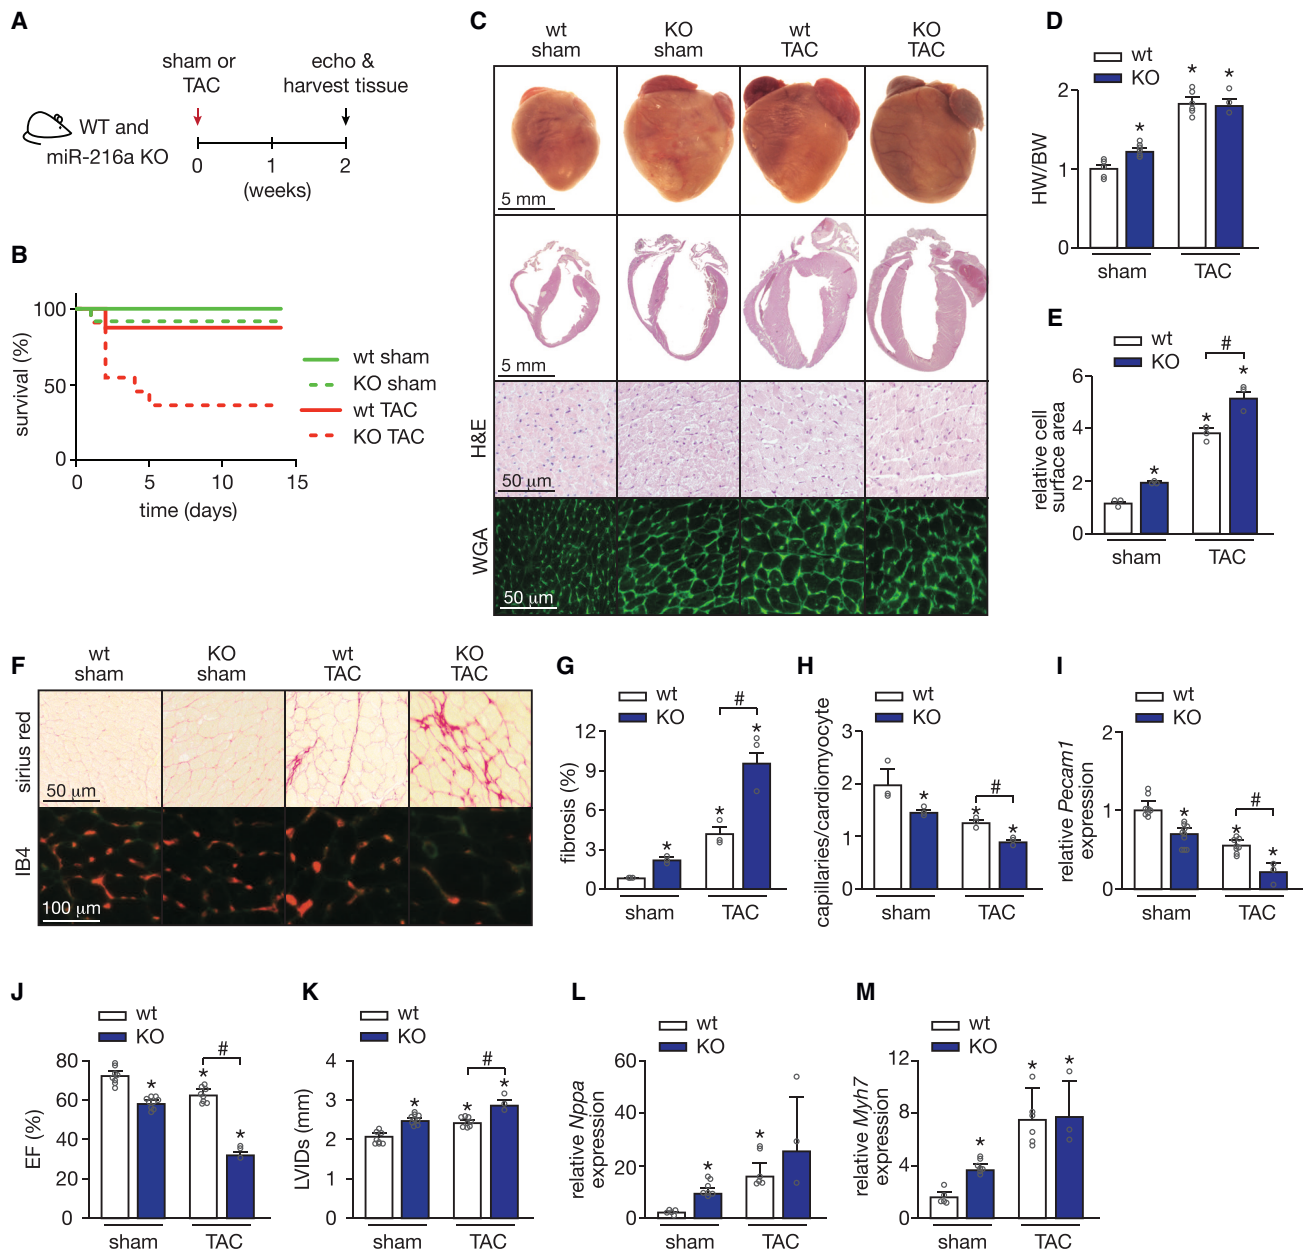 A
sham or
TAC
echo &
harvest tissue
WT and
miR-216a KO
0
1
2
(weeks)
B
survival (%)
100
50
0
0
5
10
15
time (days)
wt sham
KO sham
wt TAC
KO TAC
C
wt
sham
KO
sham
wt
TAC
KO
TAC
5 mm
5 mm
H&E
50 µm
WGA
50 µm
D
wt
KO
HW/BW
2
1
0
* * *
sham
TAC
E
wt
KO
relative cell
surface area
6
4
2
0
* * *
#
sham
TAC
F
wt
sham
KO
sham
wt
TAC
KO
TAC
sirius red
50 µm
IB4
100 µm
G
wt
KO
fibrosis (%)
12
9
6
3
0
* * *
#
sham
TAC
H
wt
KO
capillaries/cardiomyocyte
3
2
1
0
* * *
#
sham
TAC
I
wt
KO
relative Pecam1
expression
2
1
0
* * *
#
sham
TAC
J
wt
KO
EF (%)
80
60
40
20
0
* * *
#
sham
TAC
K
wt
KO
LVIDs (mm)
4
3
2
1
0
* * *
#
sham
TAC
L
wt
KO
relative Nppa
expression
60
40
20
0
* *
sham
TAC
M
wt
KO
relative Myh7
expression
12
8
4
0
* * *
sham
TAC